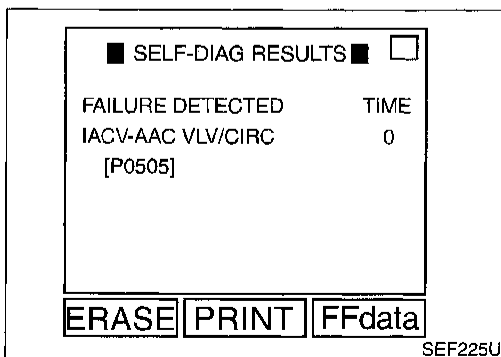 SELF-DIAG RESULTS
FAILURE DETECTED TIME
IACV-AAC VLV/CIRC 0
[P0505]
ERASE PRINT FFdata
SEF225U